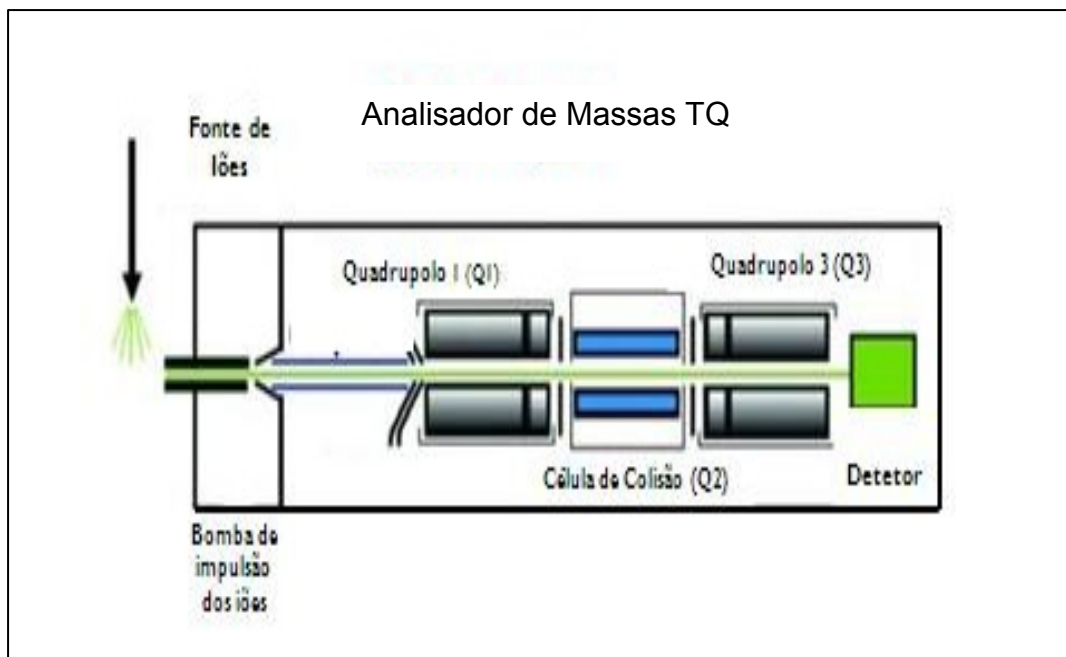 Analisador de Massas TQ
Fonte de
Iões
Quadrupolo 1 (Q1)
Quadrupolo 3 (Q3)
Célula de Colisão (Q2)
Detetor
Bomba de
impulsão
dos iões